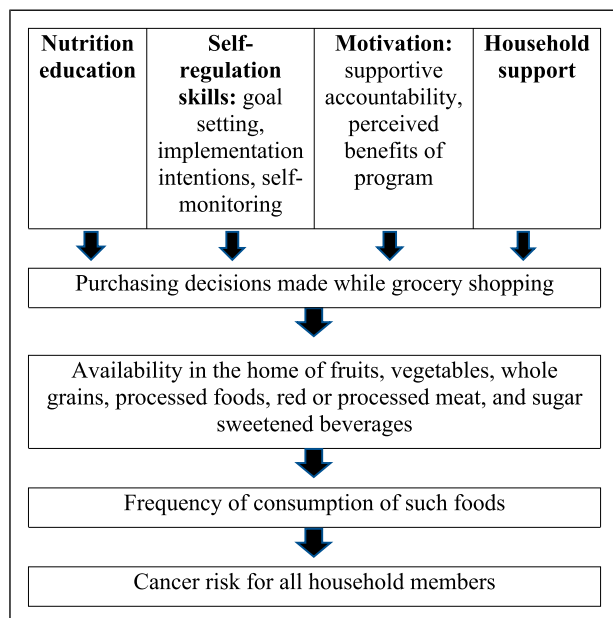 Nutrition
education
Self-
regulation
skills: goal
setting,
implementation
intentions, self-
monitoring
Motivation:
supportive
accountability,
perceived
benefits of
program
Household
support
Purchasing decisions made while grocery shopping
Availability in the home of fruits, vegetables, whole
grains, processed foods, red or processed meat, and sugar
sweetened beverages
Frequency of consumption of such foods
Cancer risk for all household members